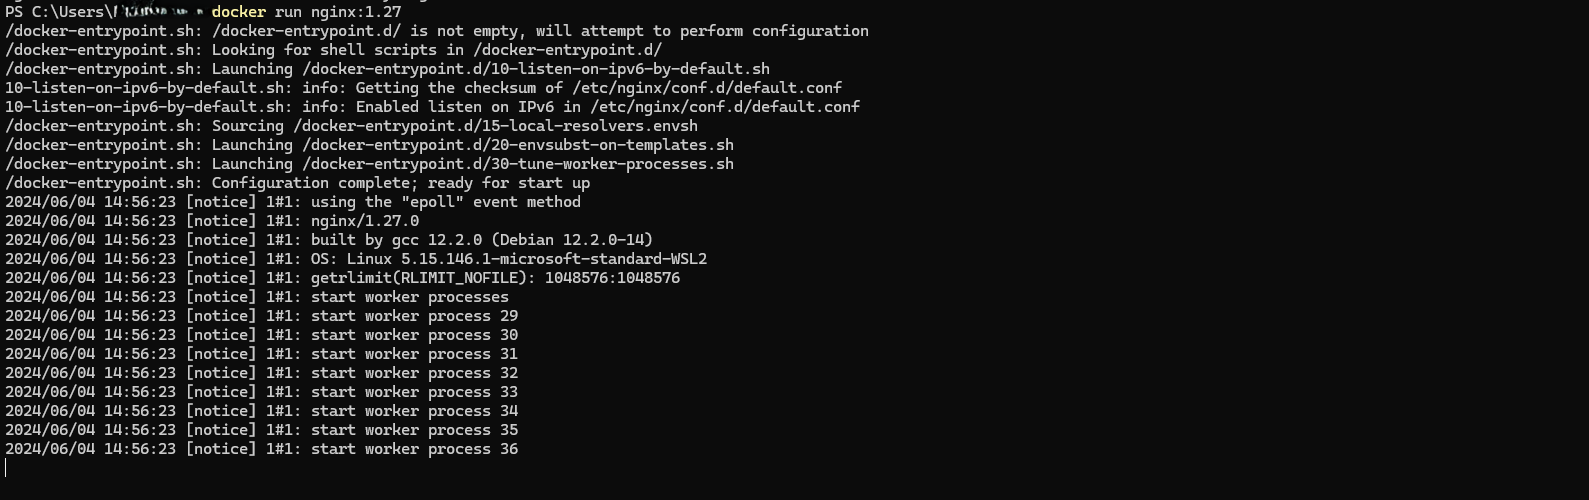 PS C:\Users\ docker run nginx:1.27
/docker-entrypoint.sh: /docker-entrypoint.d/ is not empty, will attempt to perform configuration
/docker-entrypoint.sh: Looking for shell scripts in /docker-entrypoint.d/
/docker-entrypoint.sh: Launching /docker-entrypoint.d/10-listen-on-ipv6-by-default.sh
10-listen-on-ipv6-by-default.sh: info: Getting the checksum of /etc/nginx/conf.d/default.conf
10-listen-on-ipv6-by-default.sh: info: Enabled listen on IPv6 in /etc/nginx/conf.d/default.conf
/docker-entrypoint.sh: Sourcing /docker-entrypoint.d/15-local-resolvers.envsh
/docker-entrypoint.sh: Launching /docker-entrypoint.d/20-envsubst-on-templates.sh
/docker-entrypoint.sh: Launching /docker-entrypoint.d/30-tune-worker-processes.sh
/docker-entrypoint.sh: Configuration complete; ready for start up
2024/06/04 14:56:23 [notice] 1#1: using the "epoll" event method
2024/06/04 14:56:23 [notice] 1#1: nginx/1.27.0
2024/06/04 14:56:23 [notice] 1#1: built by gcc 12.2.0 (Debian 12.2.0-14)
2024/06/04 14:56:23 [notice] 1#1: OS: Linux 5.15.146.1-microsoft-standard-WSL2
2024/06/04 14:56:23 [notice] 1#1: getrlimit(RLIMIT_NOFILE): 1048576:1048576
2024/06/04 14:56:23 [notice] 1#1: start worker processes
2024/06/04 14:56:23 [notice] 1#1: start worker process 29
2024/06/04 14:56:23 [notice] 1#1: start worker process 30
2024/06/04 14:56:23 [notice] 1#1: start worker process 31
2024/06/04 14:56:23 [notice] 1#1: start worker process 32
2024/06/04 14:56:23 [notice] 1#1: start worker process 33
2024/06/04 14:56:23 [notice] 1#1: start worker process 34
2024/06/04 14:56:23 [notice] 1#1: start worker process 35
2024/06/04 14:56:23 [notice] 1#1: start worker process 36